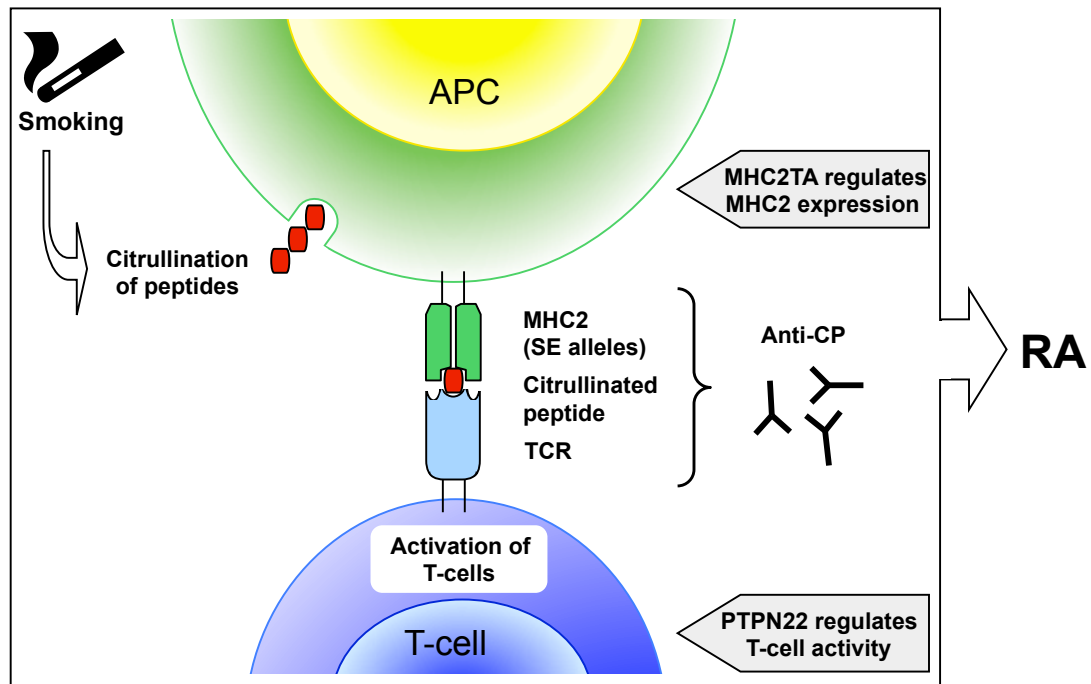 APC
Smoking
MHC2TA regulates
MHC2 expression
Citrullination
of peptides
MHC2
(SE alleles)
Citrullinated
peptide
TCR
Anti-CP
RA
Activation of
T-cells
T-cell
PTPN22 regulates
T-cell activity